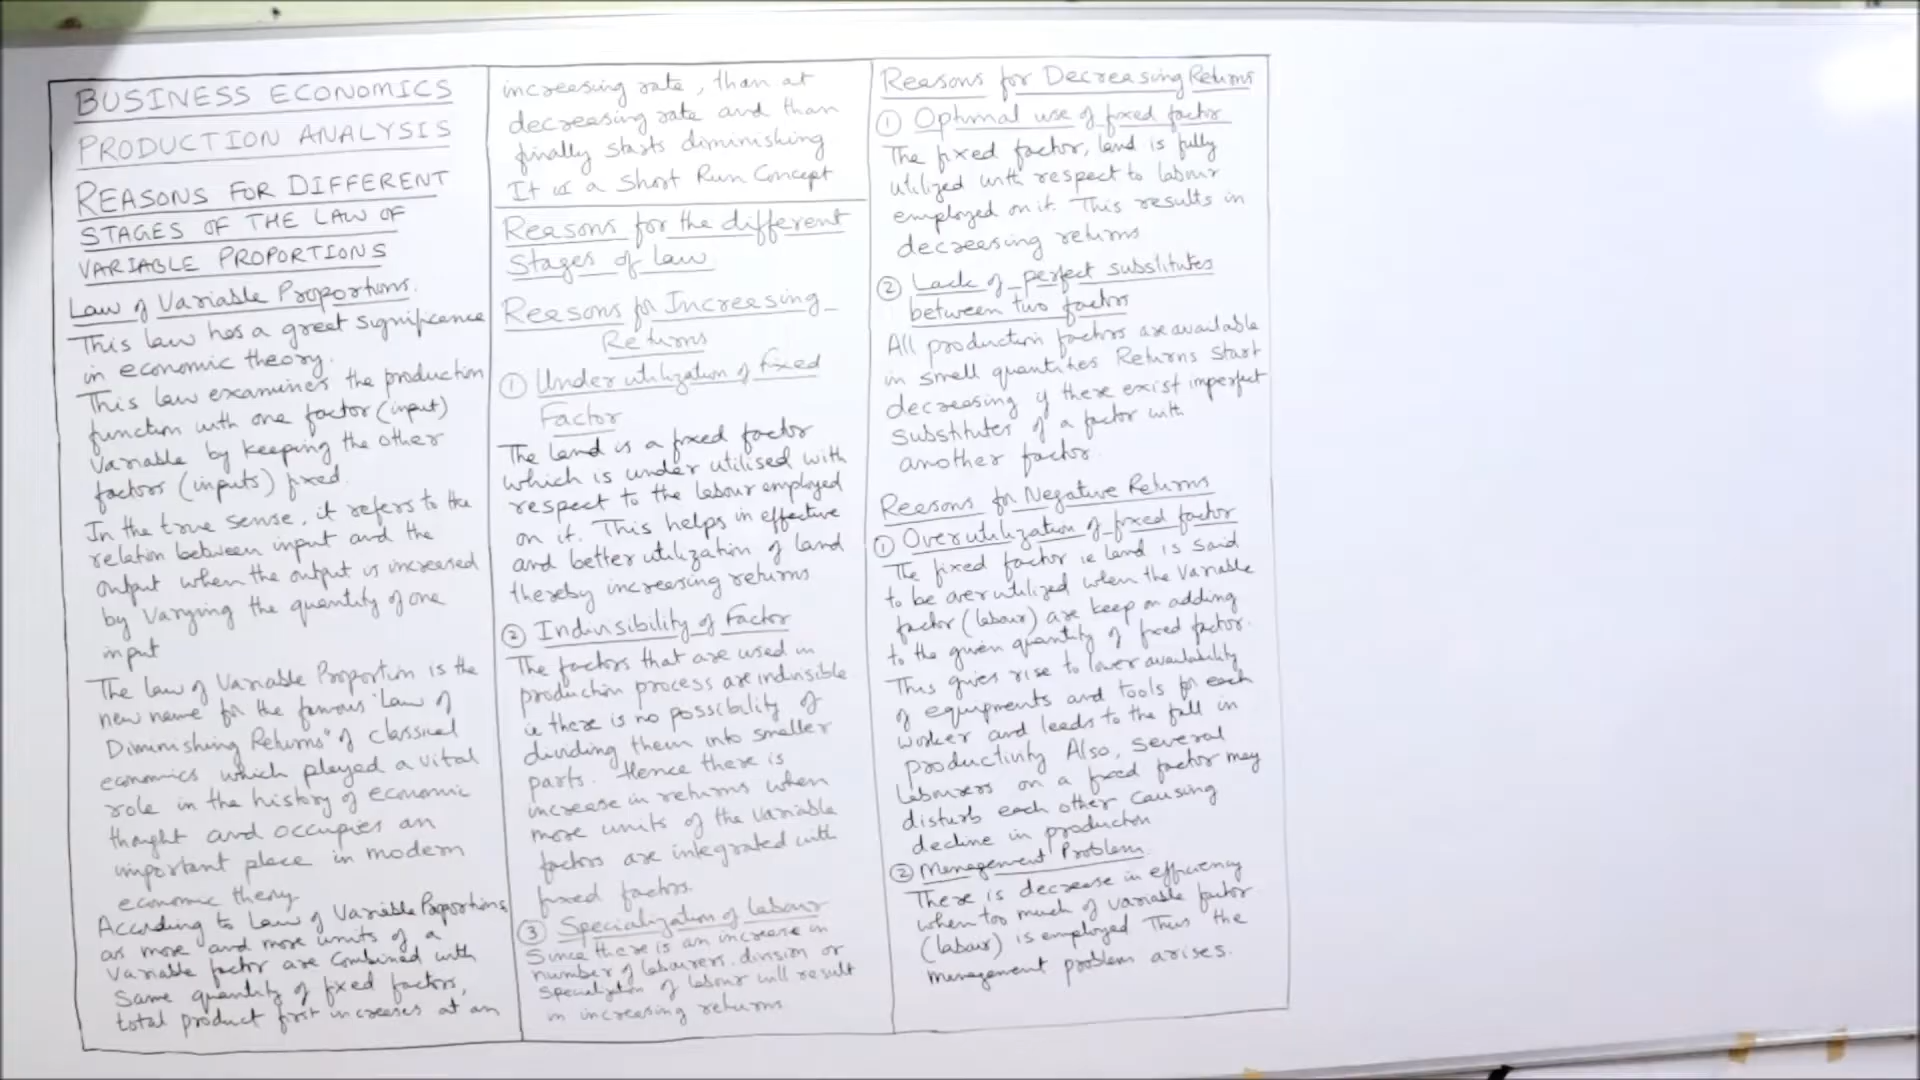 BUSINESS ECONOMICS
PRODUCTION ANALYSIS
REASONS FOR DIFFERENT
STAGES OF THE LAW OF
VARIABLE PROPORTIONS
Law of Variable Proportions.
This law has a great significance
in economic theory.
This law examines the production
function with one factor (input)
variable by keeping the other
factors (inputs) fixed.
In the true sense, it refers to the
relation between input and the
output when the output is increased
by varying the quantity of one
input
The law of Variable Proportion is the
new name for the famous "Law of
Diminishing Returns" of classical
economics which played a vital
role in the history of economic
thought and occupies an
important place in modern
economic theory
According to Law of Variable Proportions
as more and more units of a
variable factor are combined with
same quantity of fixed factors,
total product first increases at an
increasing rate, than at
decreasing rate and than
finally starts diminishing
It is a Short Run Concept
Reasons for the different
Stages of law
Reasons for Increasing
Returns
① Under utilization of fixed
Factor
The land is a fixed factor
which is under utilised with
respect to the labour employed
on it. This helps in effective
and better utilization of land
thereby increasing returns
② Indivisibility of Factor
The factors that are used in
production process are indivisible
ie there is no possibility of
dividing them into smaller
parts. Hence there is
increase in returns when
more units of the variable
factors are integrated with
fixed factors.
③ Specialization of labour
Since there is an increase in
number of labourers, division or
specialization of labour will result
in increasing returns
Reasons for Decreasing Returns
① Optimal use of fixed factor
The fixed factor, land is fully
utilized with respect to labour
employed on it. This results in
decreasing returns
② Lack of perfect substitutes
between two factors
All production factors are available
in small quantities Returns start
decreasing if there exist imperfect
substitutes of a factor with
another factor.
Reasons for Negative Returns
① Overutilization of fixed factor
The fixed factor ie land is said
to be overutilized when the variable
factor (labour) are keep on adding
to the given quantity of fixed factor.
This gives rise to lower availability
of equipments and tools for each
worker and leads to the fall in
productivity Also, several
labourers on a fixed factor may
disturb each other causing
decline in production
② Management Problem
There is decrease in efficiency
when too much of variable factor
(labour) is employed Thus the
management problem arises.